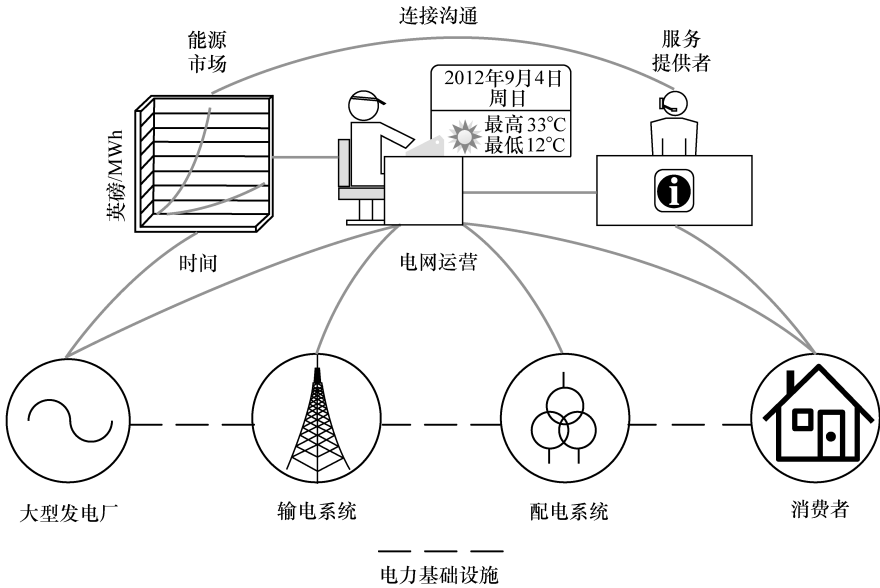 连接沟通
能源
市场
服务
提供者
2012年9月4日
周日
最高33℃
最低12℃
英磅/MWh
时间
电网运营
大型发电厂
输电系统
配电系统
消费者
电力基础设施